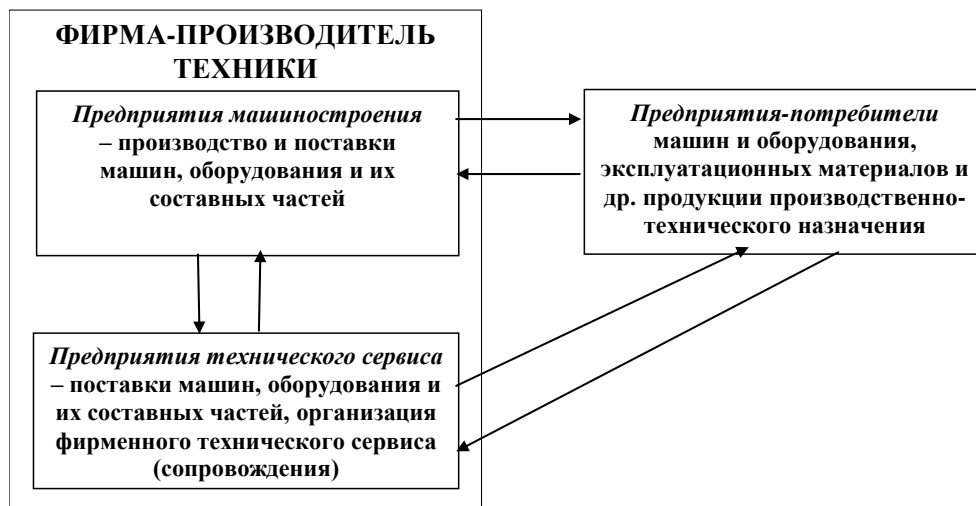 ФИРМА-ПРОИЗВОДИТЕЛЬ
ТЕХНИКИ
Предприятия машиностроения
– производство и поставки
машин, оборудования и их
составных частей
Предприятия-потребители
машин и оборудования,
эксплуатационных материалов и
др. продукции производственно-
технического назначения
Предприятия технического сервиса
– поставки машин, оборудования и
их составных частей, организация
фирменного технического сервиса
(сопровождения)